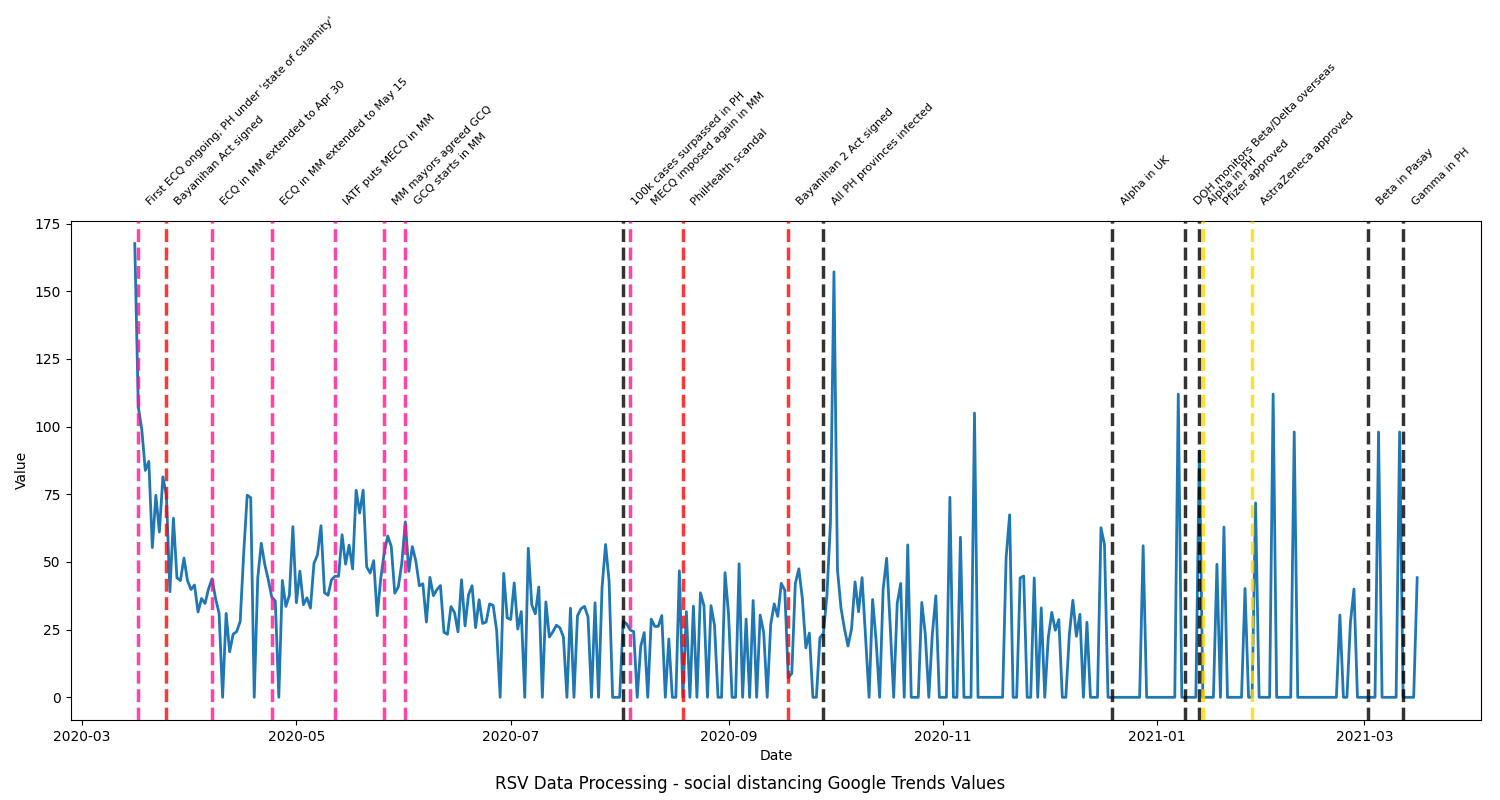 First ECQ ongoing; PH under 'state of calamity'
Bayanihan Act signed
ECQ in MM extended to Apr 30
ECQ in MM extended to May 15
IATF puts MECQ in MM
MM mayors agreed GCQ
GCQ starts in MM
100k cases surpassed in PH
MECQ imposed again in MM
PhilHealth scandal
Bayanihan 2 Act signed
All PH provinces infected
Alpha in UK
DOH monitors Beta/Delta overseas
Alpha in PH
Pfizer approved
AstraZeneca approved
Beta in Pasay
Gamma in PH
175
150
125
100
75
50
25
0
Value
2020-03
2020-05
2020-07
2020-09
2020-11
2021-01
2021-03
Date
RSV Data Processing - social distancing Google Trends Values